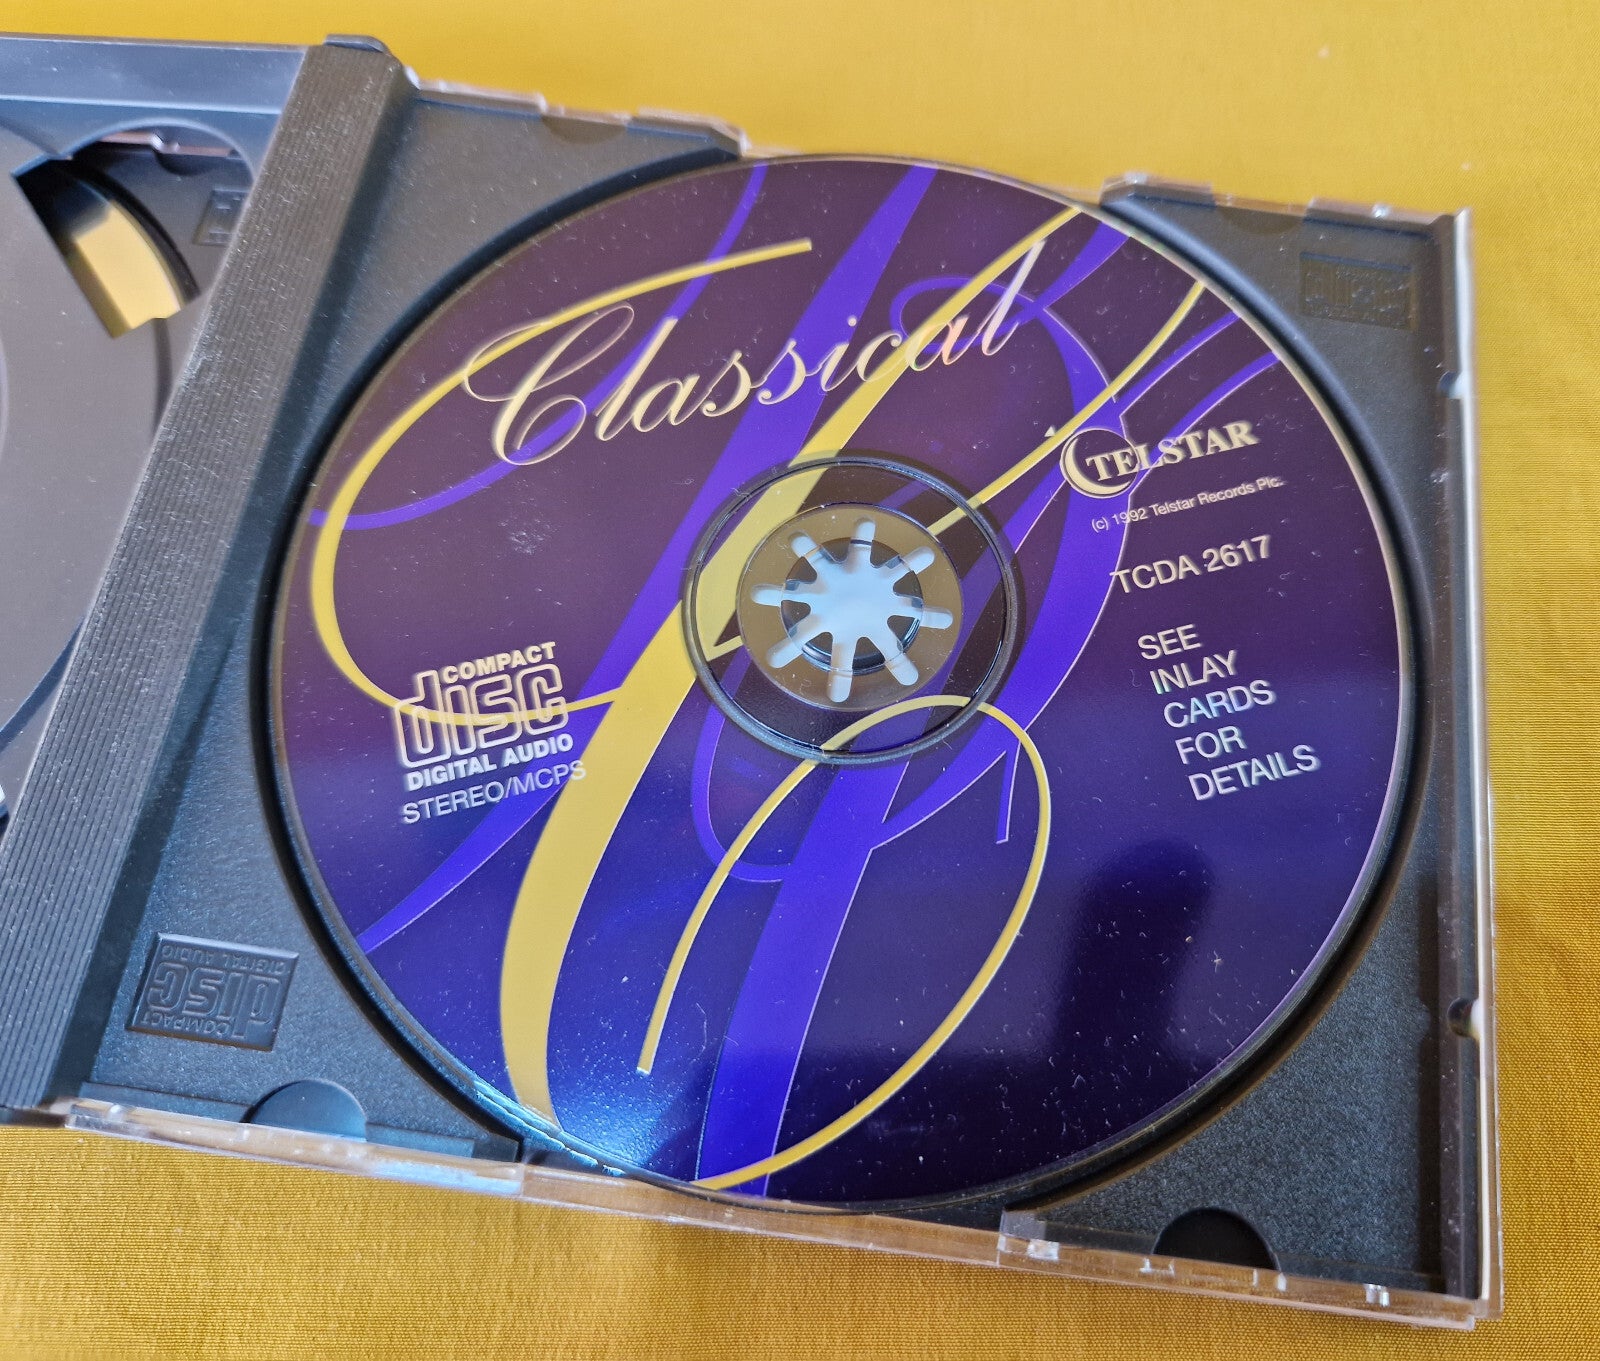 Classical
TELSTAR
(c) 1992 Telstar Records Plc.
TCDA 2617
SEE
INLAY
CARDS
FOR
DETAILS
COMPACT
disc
DIGITAL AUDIO
STEREO/MCPS
COMPACT
disc
DIGITAL AUDIO